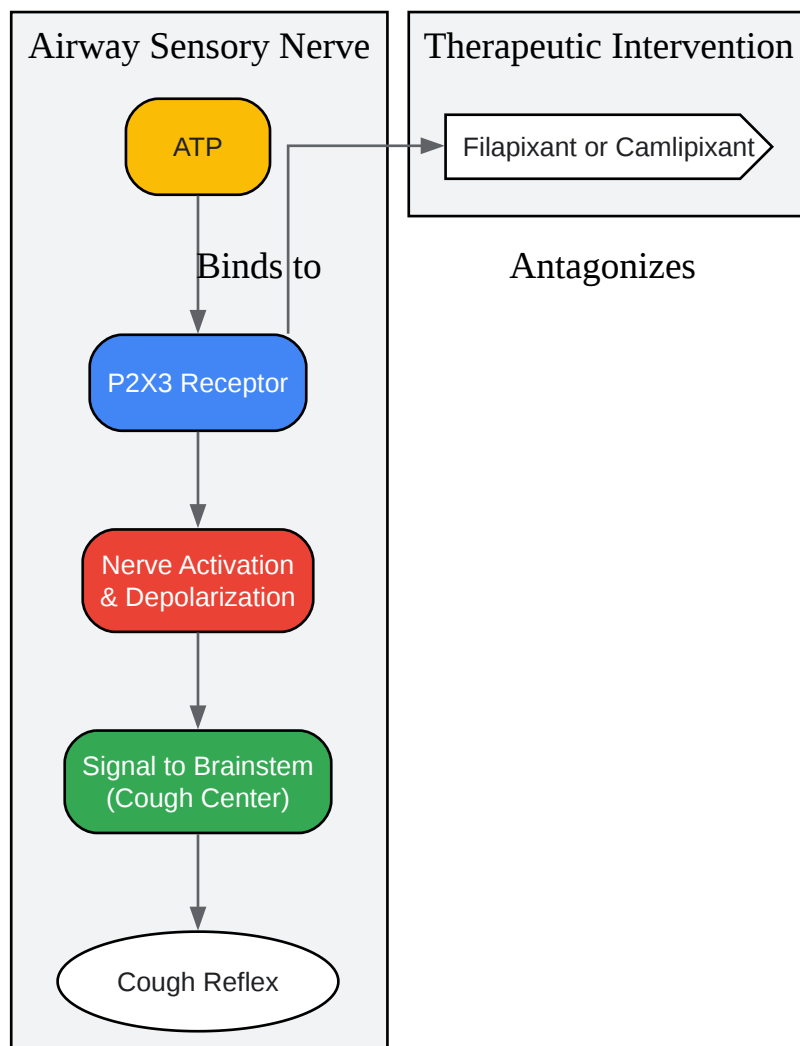 Airway Sensory Nerve
Therapeutic Intervention
ATP
Filapixant or Camlipixant
Binds to
Antagonizes
P2X3 Receptor
Nerve Activation
& Depolarization
Signal to Brainstem
(Cough Center)
Cough Reflex